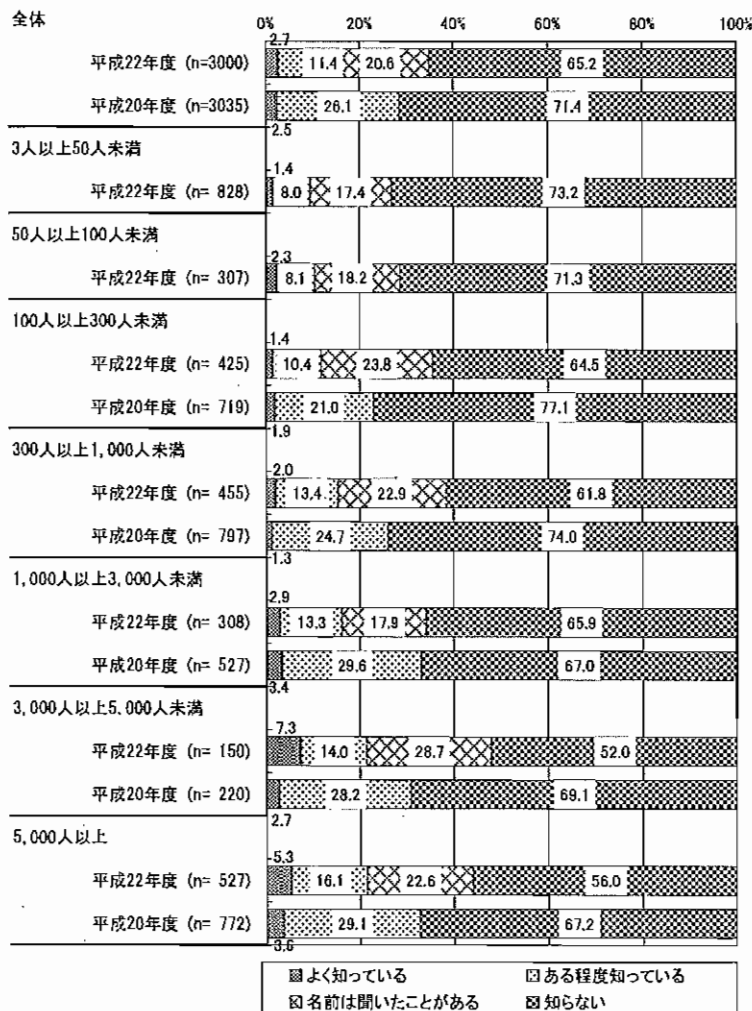 全体
0% 20% 40% 60% 80% 100%
2.7
平成22年度 (n=3000) 11.4 20.6 65.2
平成20年度 (n=3035) 26.1 71.4
2.5
3人以上50人未満
1.4
平成22年度 (n= 828) 8.0 17.4 73.2
50人以上100人未満
2.3
平成22年度 (n= 307) 8.1 18.2 71.3
100人以上300人未満
1.4
平成22年度 (n= 425) 10.4 23.8 64.5
平成20年度 (n= 719) 21.0 77.1
1.9
300人以上1,000人未満
2.0
平成22年度 (n= 455) 13.4 22.9 61.8
平成20年度 (n= 797) 24.7 74.0
1.3
1,000人以上3,000人未満
2.9
平成22年度 (n= 308) 13.3 17.9 65.9
平成20年度 (n= 527) 29.6 67.0
3.4
3,000人以上5,000人未満
7.3
平成22年度 (n= 150) 14.0 28.7 52.0
平成20年度 (n= 220) 28.2 69.1
2.7
5,000人以上
5.3
平成22年度 (n= 527) 16.1 22.6 56.0
平成20年度 (n= 772) 29.1 67.2
3.6
よく知っている ある程度知っている
名前は聞いたことがある 知らない